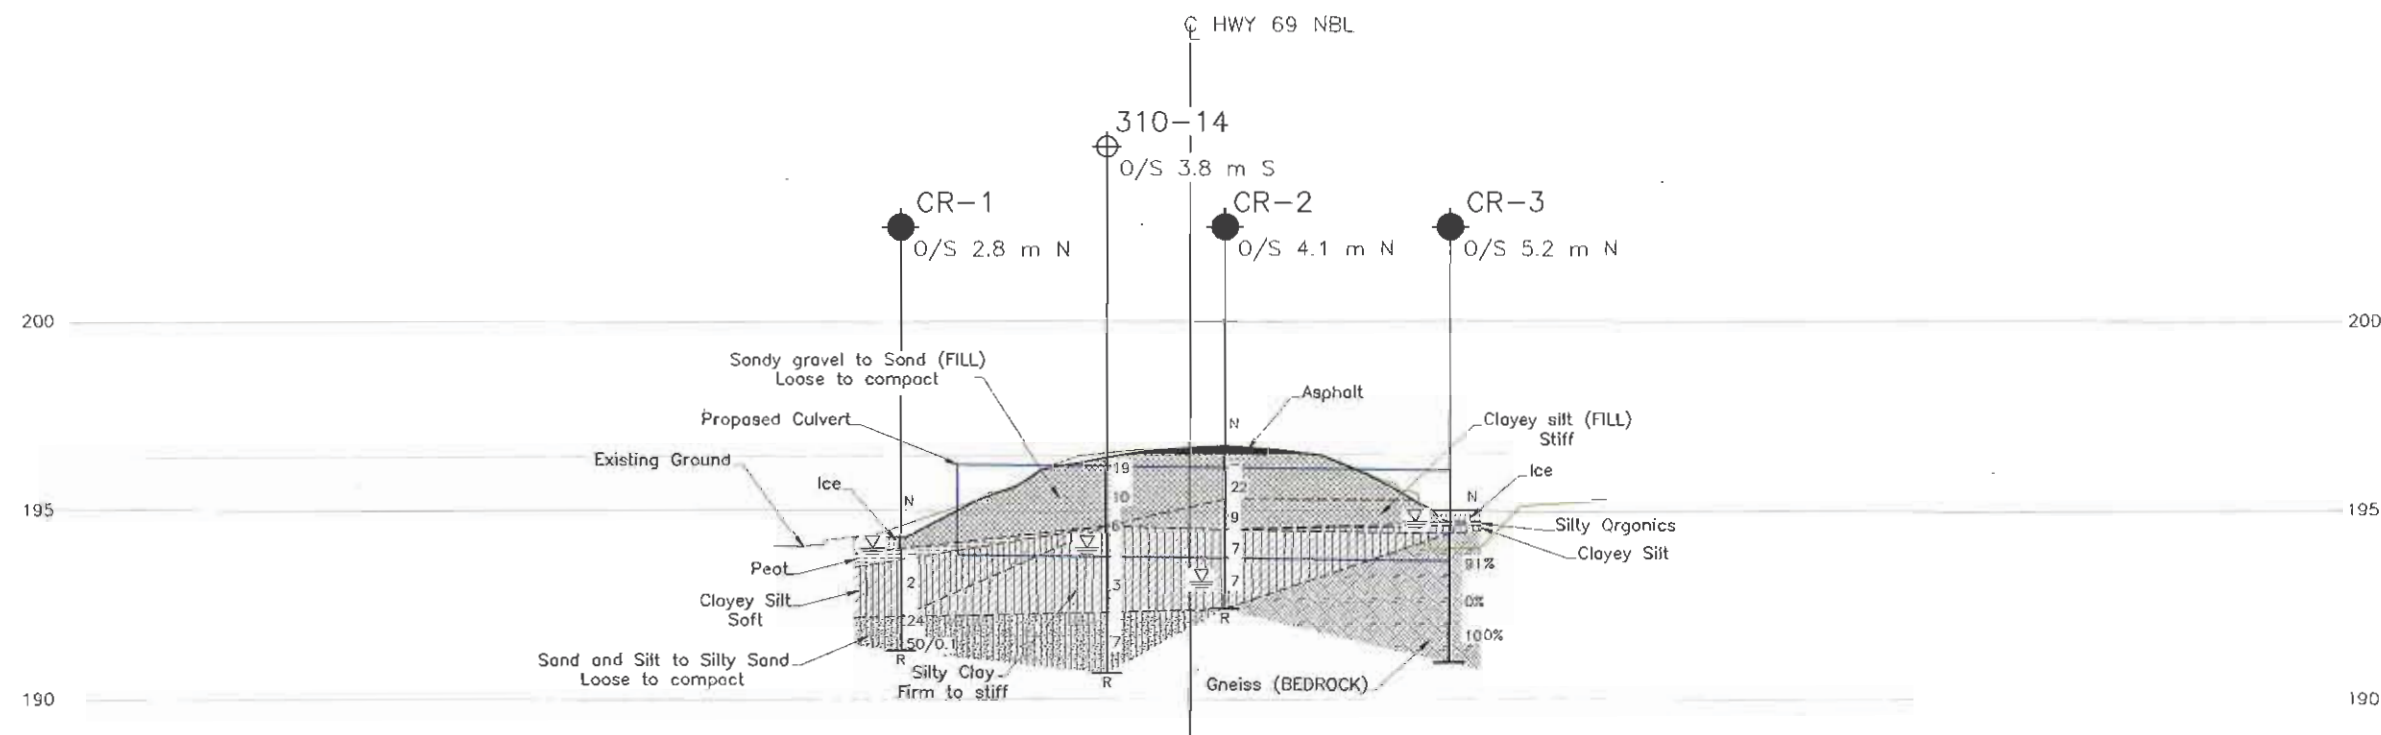 ℄ HWY 69 NBL
310-14
O/S 3.8 m S
CR-1
O/S 2.8 m N
CR-2
O/S 4.1 m N
CR-3
O/S 5.2 m N
200
200
Sandy gravel to Sand (FILL)
Loose to compact
Asphalt
Proposed Culvert
N
Clayey silt (FILL)
Stiff
Existing Ground
Ice
Ice
N
N
19
10
6
3
7
22
9
7
7
R
195
195
Silty Organics
Clayey Silt
Peat
2
24
50/0.1
R
91%
0%
100%
Clayey Silt
Soft
Sand and Silt to Silty Sand
Loose to compact
Silty Clay
Firm to stiff
R
Gneiss (BEDROCK)
190
190